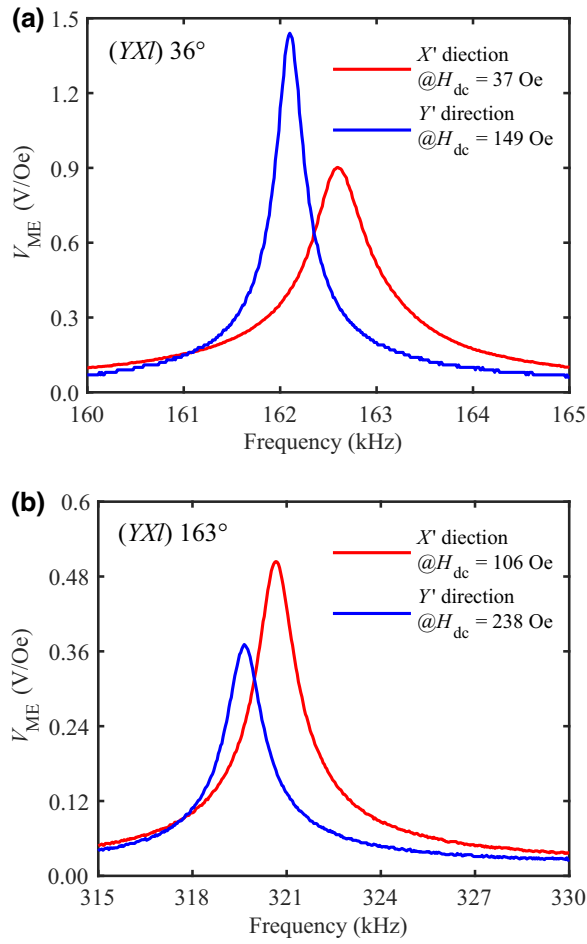 (a)
(YXl) 36°
X' diection
@Hdc = 37 Oe
Y' direction
@Hdc = 149 Oe
VME (V/Oe)
1.5
1.2
0.9
0.6
0.3
0.0
160 161 162 163 164 165
Frequency (kHz)
(b)
(YXl) 163°
X' diection
@Hdc = 106 Oe
Y' direction
@Hdc = 238 Oe
VME (V/Oe)
0.6
0.48
0.36
0.24
0.12
0.00
315 318 321 324 327 330
Frequency (kHz)